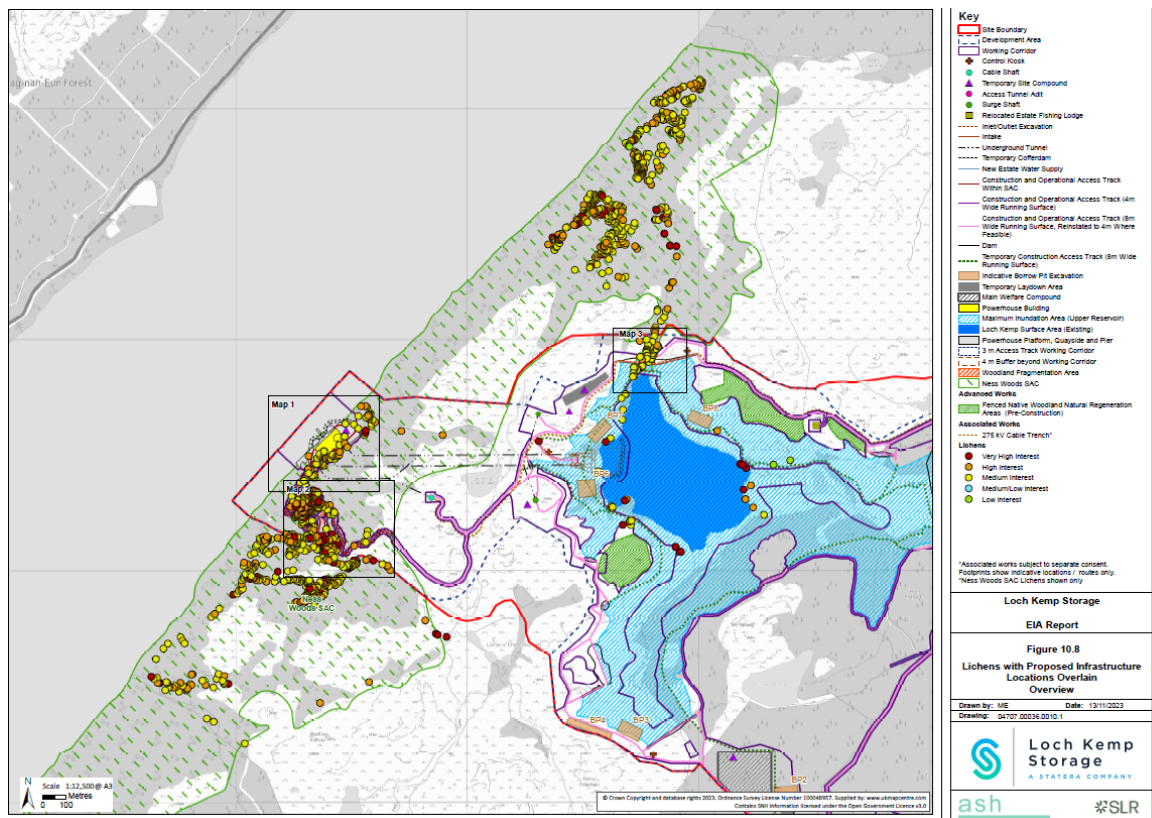 ag-nan-Eun Forest
Map 1
Map 2
Map 3
BP7
BP6
BP5
Ness
Woods SAC
BP4
BP3
BP2
N
Scale 1:12,500@ A3
Metres
0 100
© Crown Copyright and database rights 2023. Ordnance Survey License Number 100048957. Supplied by: www.ukmapcentre.com
Contains SNH Information licensed under the Open Government Licence v3.0
Key
Site Boundary
Development Area
Working Corridor
Control Kiosk
Cable Shaft
Temporary Site Compound
Access Tunnel Adit
Surge Shaft
Relocated Estate Fishing Lodge
Inlet/Outlet Excavation
Intake
Underground Tunnel
Temporary Cofferdam
New Estate Water Supply
Construction and Operational Access Track
Within SAC
Construction and Operational Access Track (4m
Wide Running Surface)
Construction and Operational Access Track (8m
Wide Running Surface, Reinstated to 4m Where
Feasible)
Dam
Temporary Construction Access Track (8m Wide
Running Surface)
Indicative Borrow Pit Excavation
Temporary Laydown Area
Main Welfare Compound
Powerhouse Building
Maximum Inundation Area (Upper Reservoir)
Loch Kemp Surface Area (Existing)
Powerhouse Platform, Quayside and Pier
3 m Access Track Working Corridor
4 m Buffer beyond Working Corridor
Woodland Fragmentation Area
Ness Woods SAC
Advanced Works
Fenced Native Woodland Natural Regeneration
Areas (Pre-Construction)
Associated Works
275 kV Cable Trench*
Lichens
Very High Interest
High Interest
Medium Interest
Medium/Low Interest
Low Interest
*Associated works subject to separate consent.
Footprints show indicative locations / routes only.
*Ness Woods SAC Lichens shown only
Loch Kemp Storage
EIA Report
Figure 10.8
Lichens with Proposed Infrastructure
Locations Overlain
Overview
Drawn by: ME Date: 13/11/2023
Drawing: 04707.00036.0010.1
Loch Kemp
Storage
A STATERA COMPANY
ash
SLR